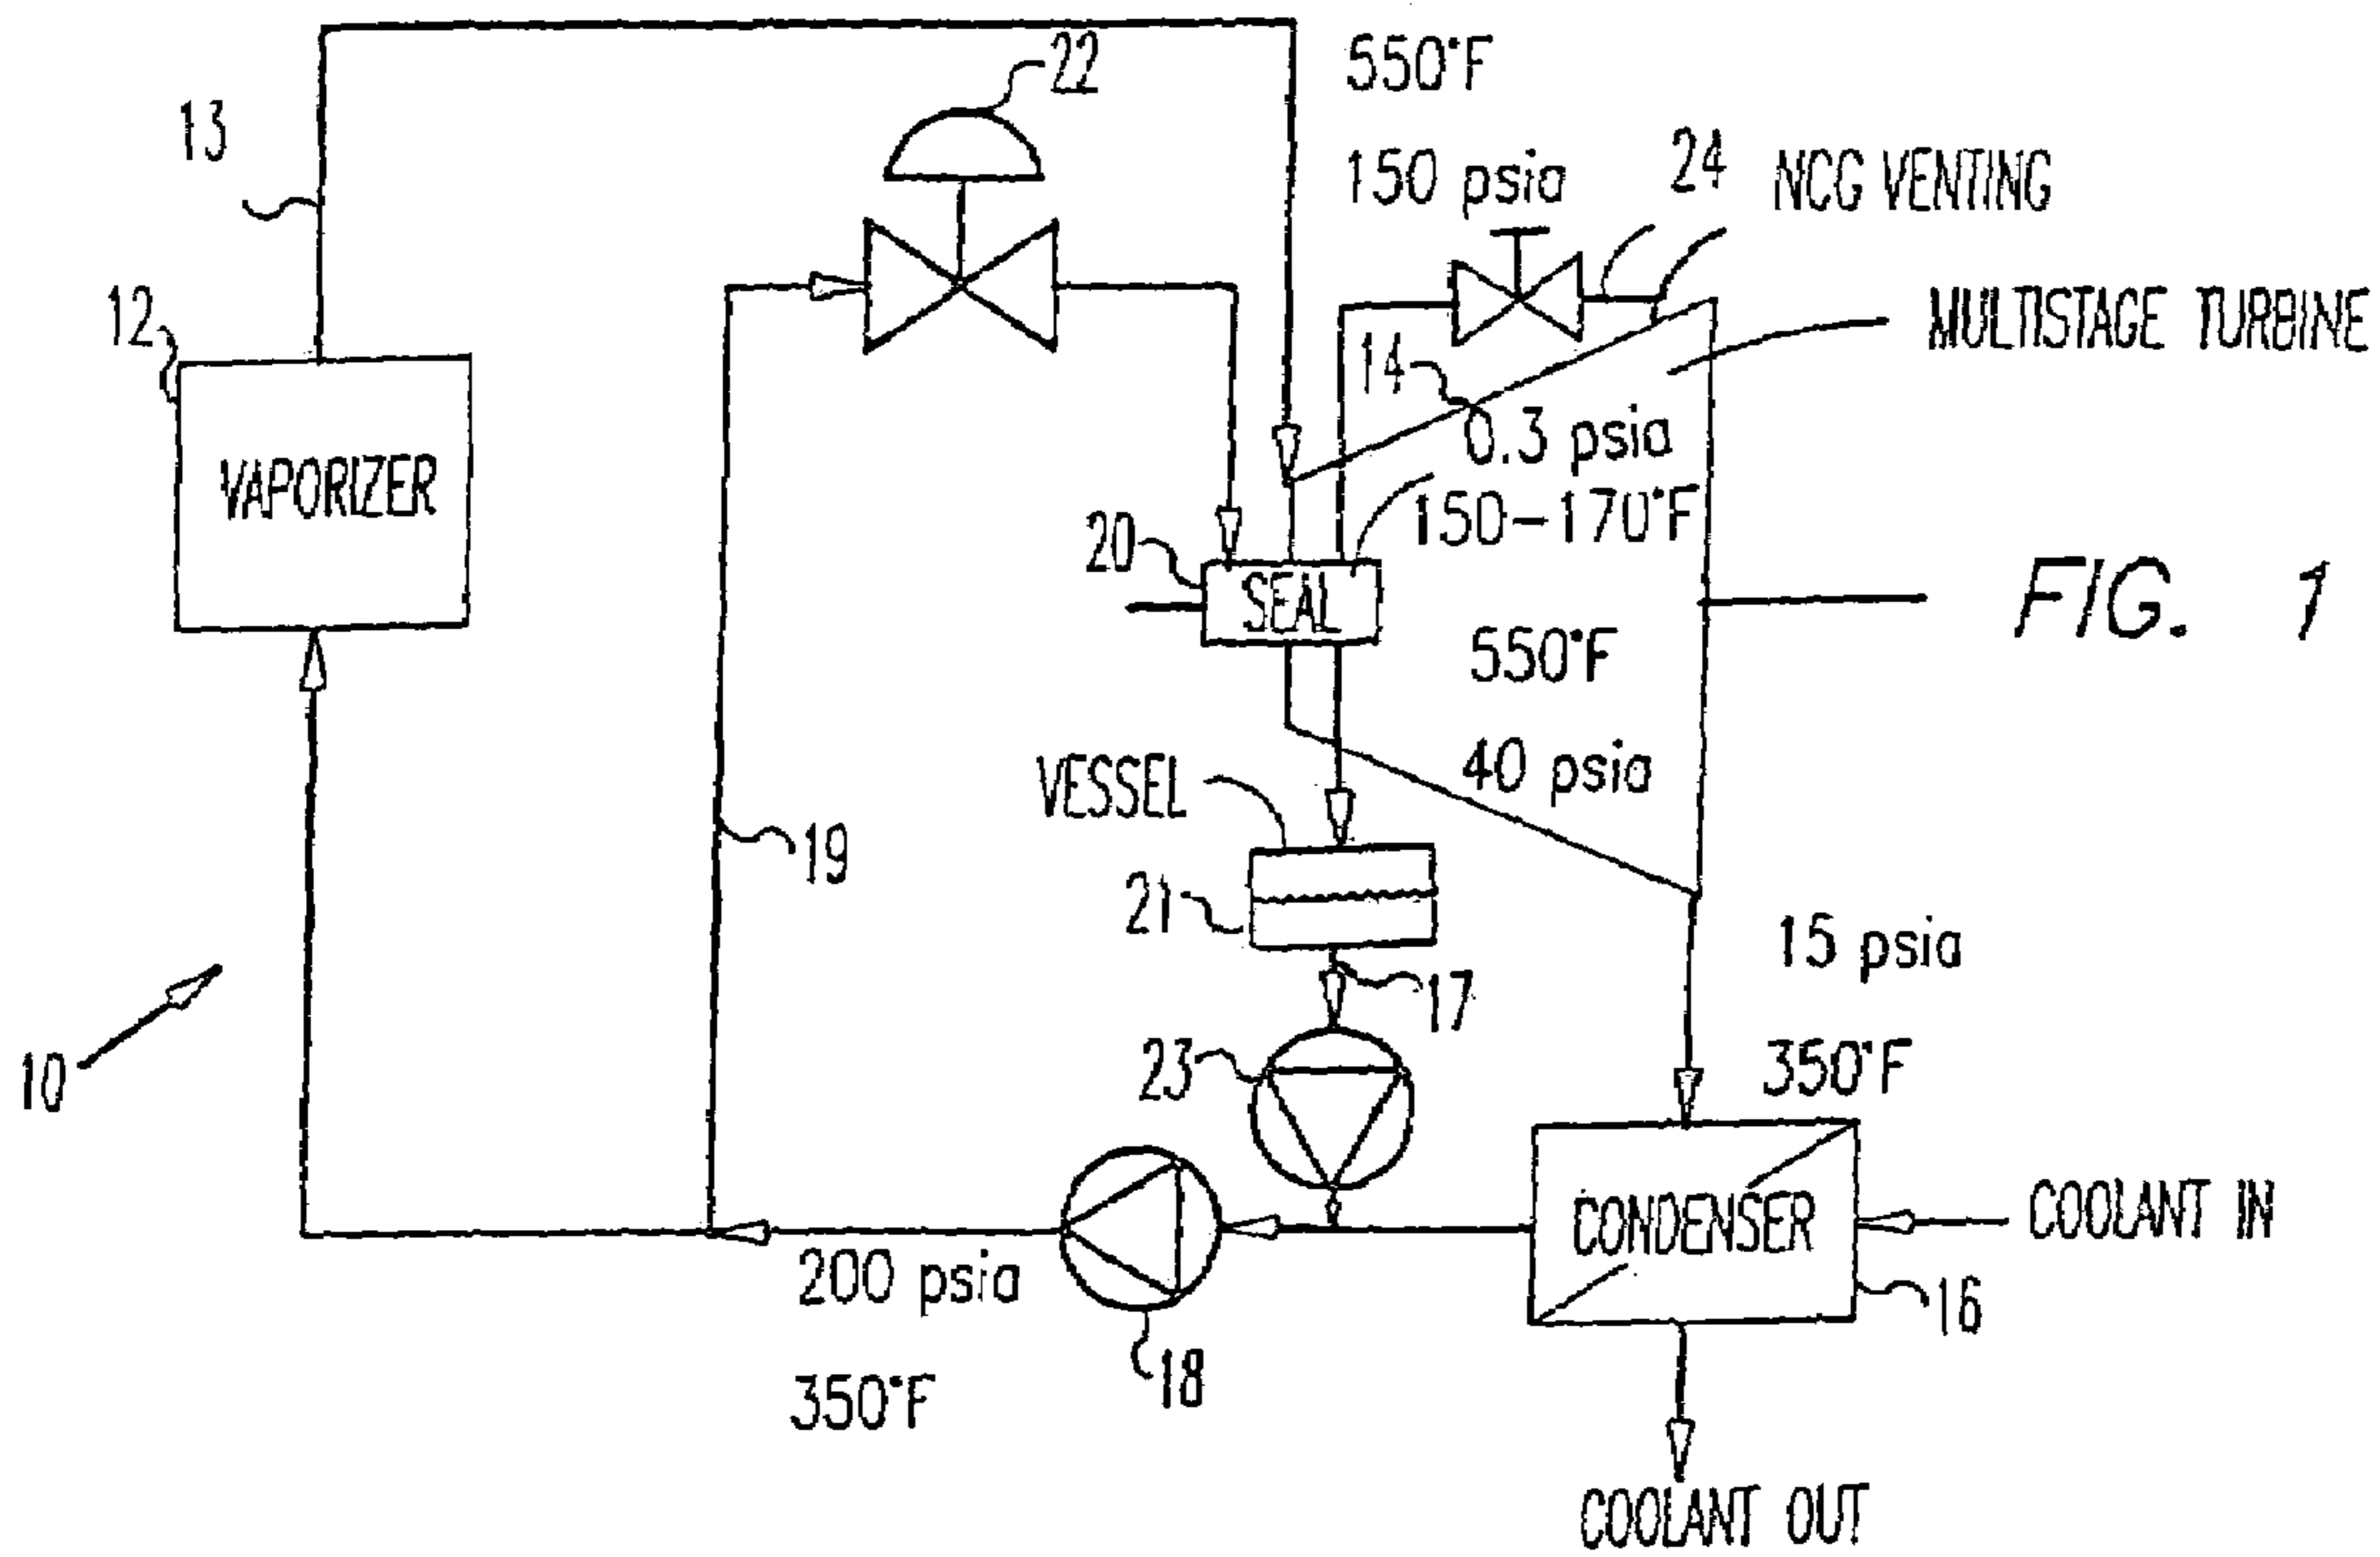 22
550°F
13
150 psia
24
NCG VENTING
12
MULTISTAGE TURBINE
14
0.3 psia
VAPORIZER
150-170°F
20
SEAL
FIG. 1
550°F
40 psia
VESSEL
19
21
15 psia
17
350°F
23
10
CONDENSER
COOLANT IN
200 psia
16
18
350°F
COOLANT OUT